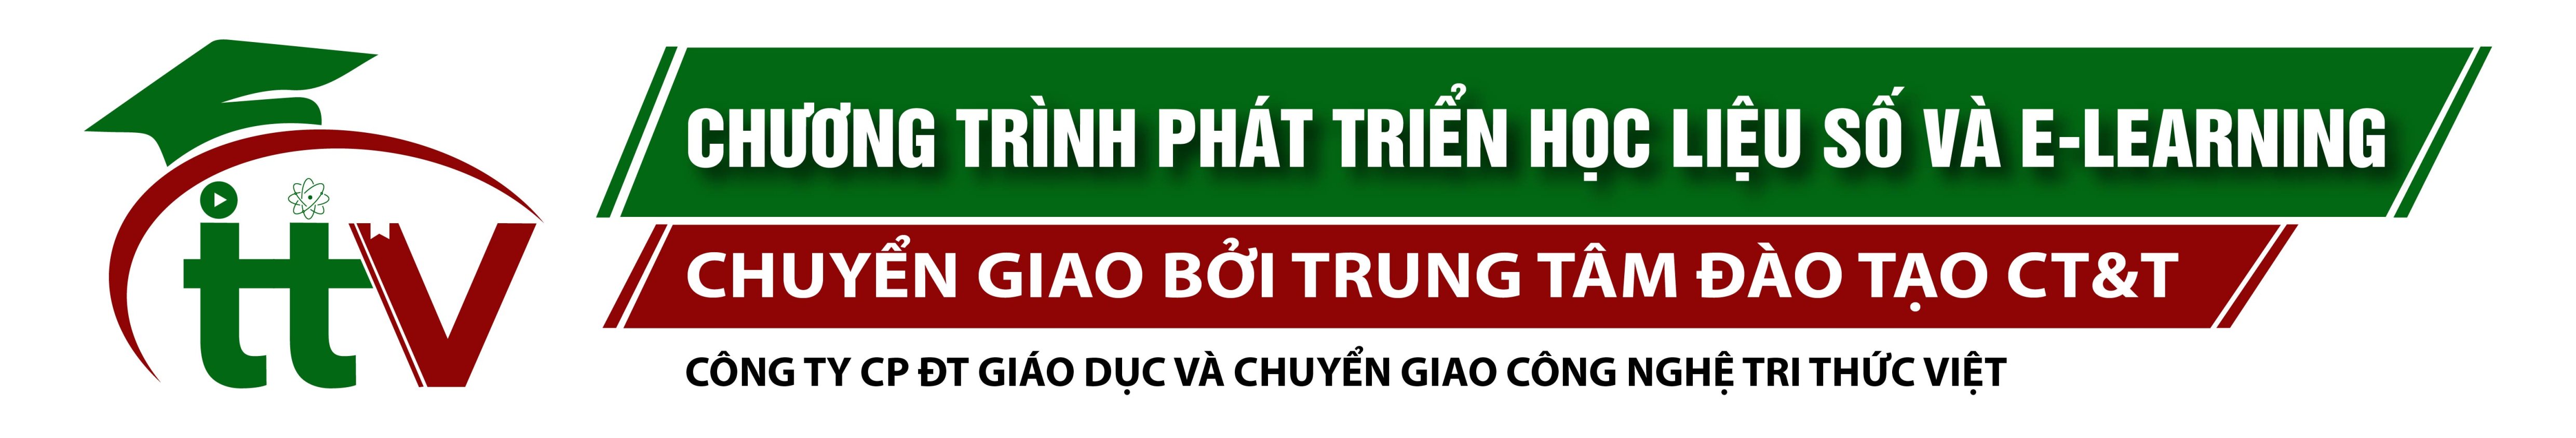 ttv
CHƯƠNG TRÌNH PHÁT TRIỂN HỌC LIỆU SỐ VÀ E-LEARNING
CHUYỂN GIAO BỞI TRUNG TÂM ĐÀO TẠO CT&T
CÔNG TY CP ĐT GIÁO DỤC VÀ CHUYỂN GIAO CÔNG NGHỆ TRI THỨC VIỆT